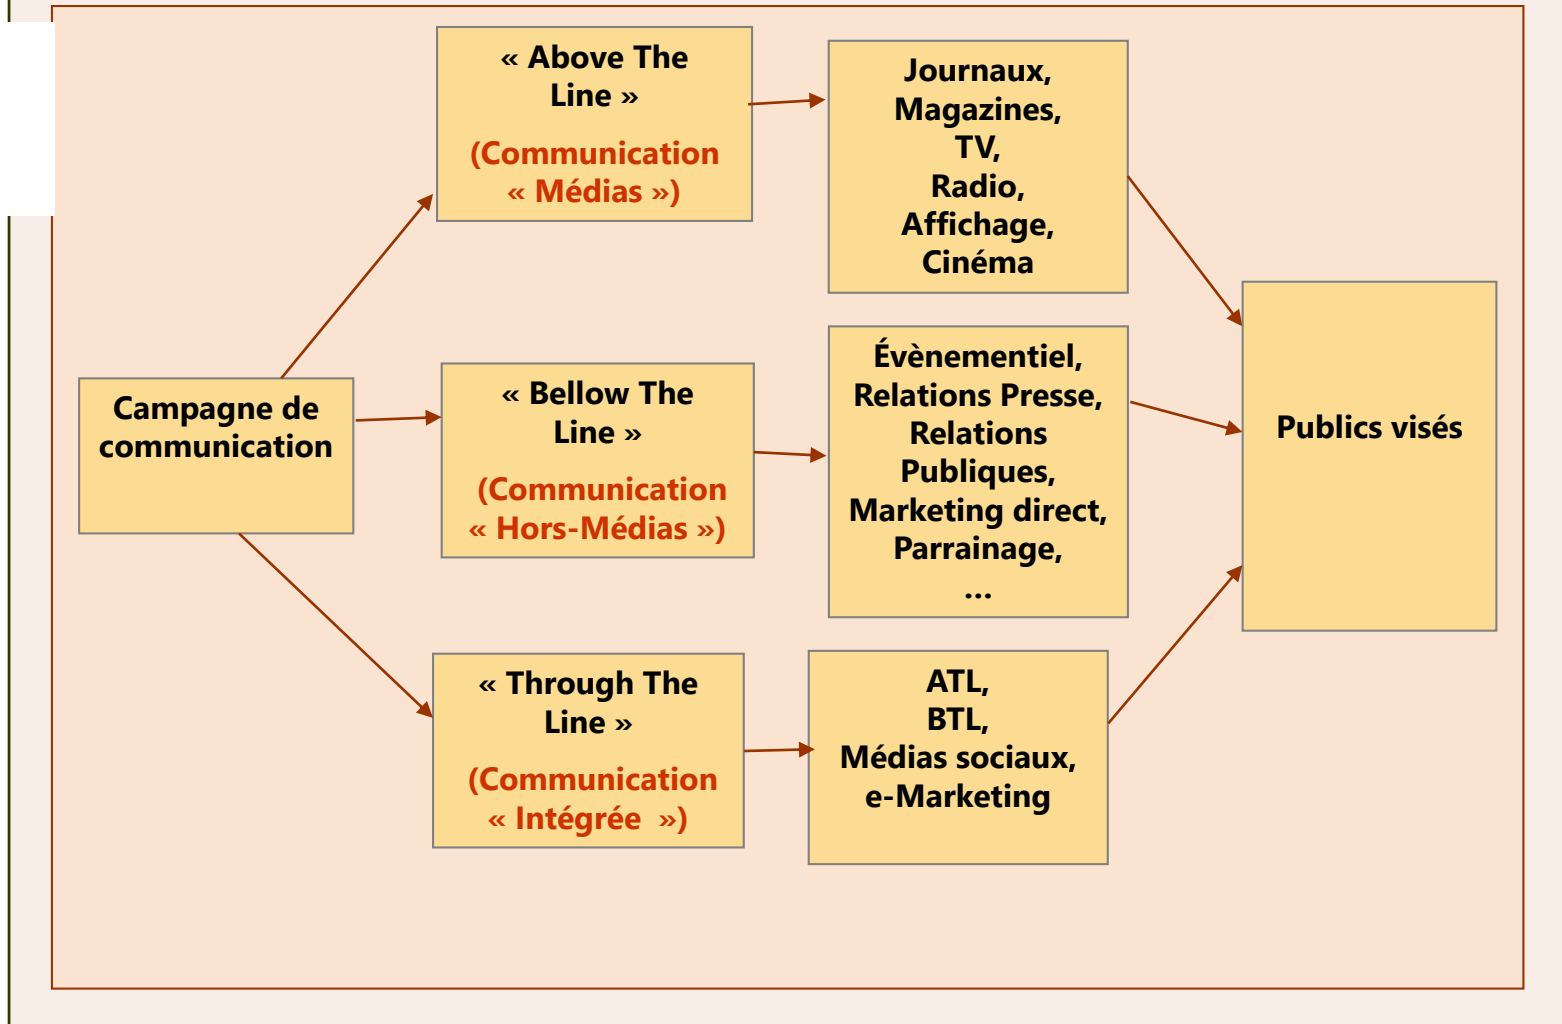 « Above The
Line »
(Communication
« Médias »)
Journaux,
Magazines,
TV,
Radio,
Affichage,
Cinéma
Campagne de
communication
« Bellow The
Line »
(Communication
« Hors-Médias »)
Évènementiel,
Relations Presse,
Relations
Publiques,
Marketing direct,
Parrainage,
...
Publics visés
« Through The
Line »
(Communication
« Intégrée  »)
ATL,
BTL,
Médias sociaux,
e-Marketing